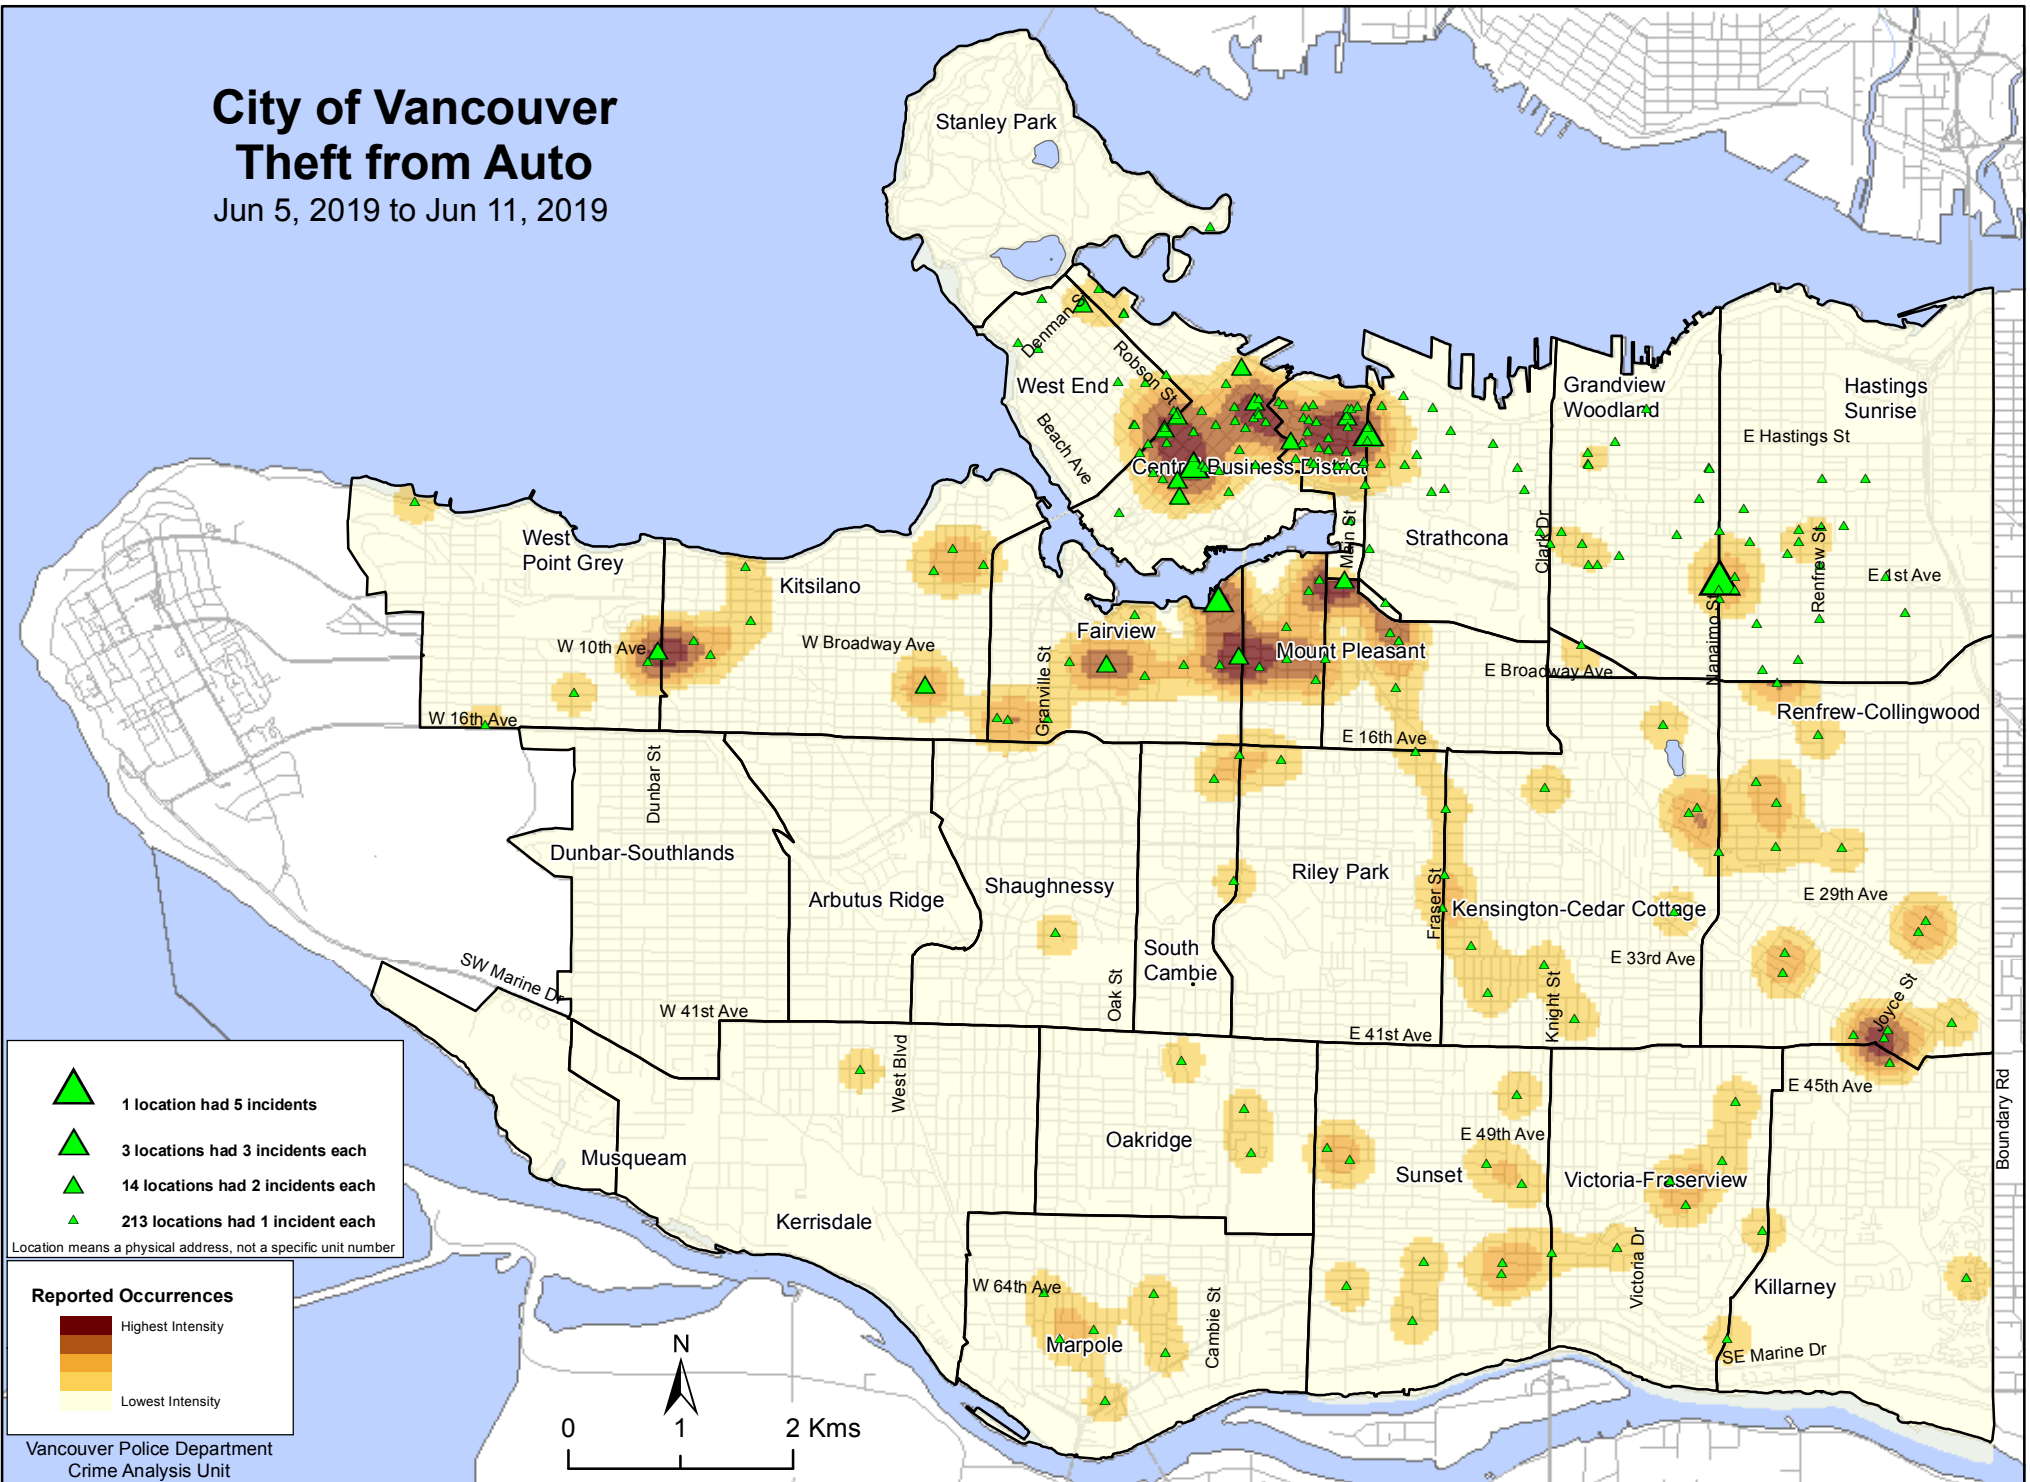 City of Vancouver
Theft from Auto
Jun 5, 2019 to Jun 11, 2019
Stanley Park
Denman S
Robson St
West End
Beach Ave
Central Business District
Grandview
Woodland
Hastings
Sunrise
E Hastings St
West
Point Grey
Kitsilano
Fairview
Main St
Strathcona
Clark Dr
Renfrew St
E 1st Ave
Nanaimo St
W 10th Ave
W Broadway Ave
Granville St
Mount Pleasant
E Broadway Ave
W 16th Ave
E 16th Ave
Renfrew-Collingwood
Dunbar St
Dunbar-Southlands
Arbutus Ridge
Shaughnessy
Riley Park
Fraser St
Kensington-Cedar Cottage
E 29th Ave
South
Cambie
Oak St
E 33rd Ave
SW Marine Dr
W 41st Ave
E 41st Ave
Knight St
Joyce St
West Blvd
E 45th Ave
Boundary Rd
Musqueam
Oakridge
E 49th Ave
Sunset
Victoria-Fraserview
Kerrisdale
Victoria Dr
W 64th Ave
Cambie St
Killarney
Marpole
SE Marine Dr
1 location had 5 incidents
3 locations had 3 incidents each
14 locations had 2 incidents each
213 locations had 1 incident each
Location means a physical address, not a specific unit number
Reported Occurrences
Highest Intensity
Lowest Intensity
N
0 1 2 Kms
Vancouver Police Department
Crime Analysis Unit